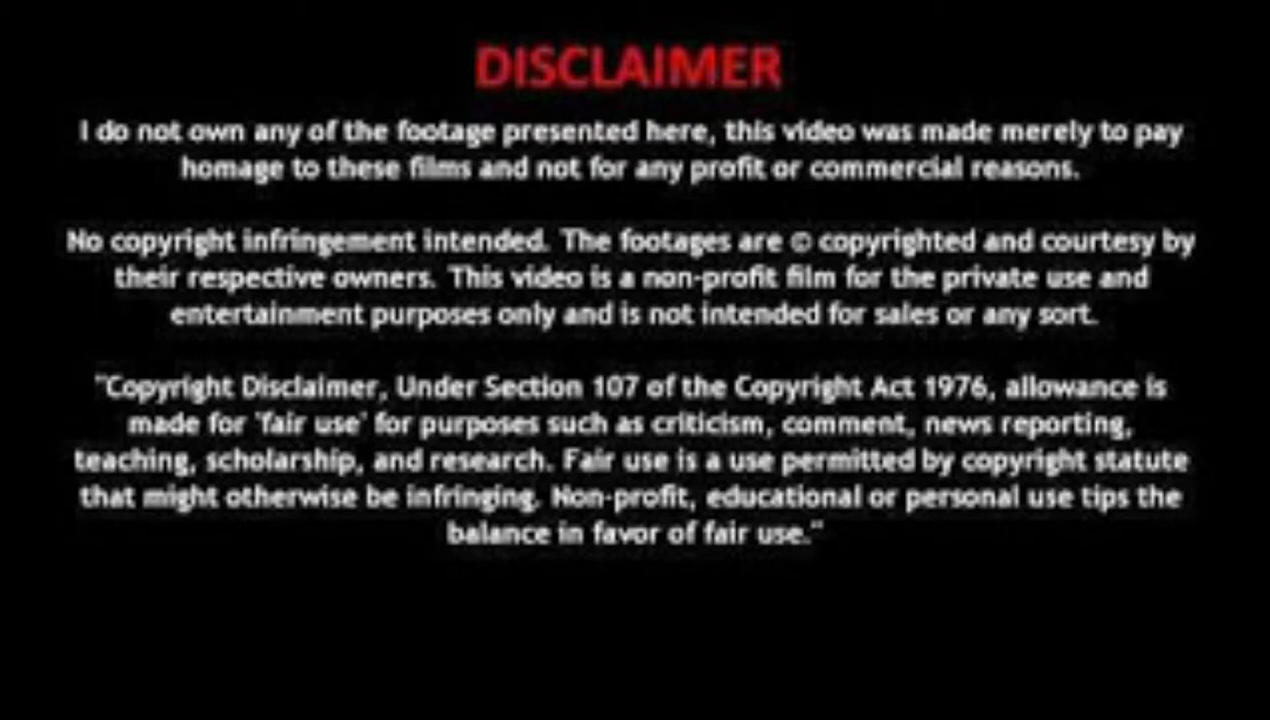 DISCLAIMER
I do not own any of the footage presented here, this video was made merely to pay
homage to these films and not for any profit or commercial reasons.
No copyright infringement intended. The footages are © copyrighted and courtesy by
their respective owners. This video is a non-profit film for the private use and
entertainment purposes only and is not intended for sales or any sort.
"Copyright Disclaimer, Under Section 107 of the Copyright Act 1976, allowance is
made for 'fair use' for purposes such as criticism, comment, news reporting,
teaching, scholarship, and research. Fair use is a use permitted by copyright statute
that might otherwise be infringing. Non-profit, educational or personal use tips the
balance in favor of fair use."